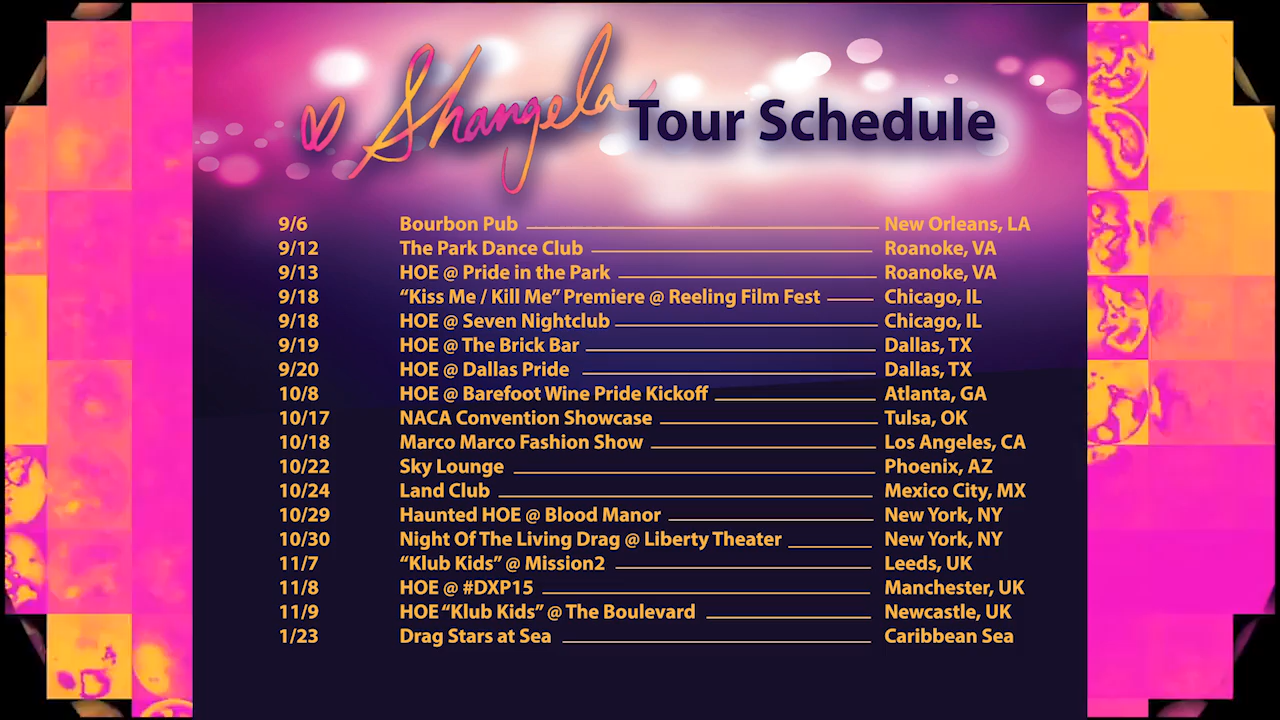 Shangela Tour Schedule
9/6 Bourbon Pub New Orleans, LA
9/12 The Park Dance Club Roanoke, VA
9/13 HOE @ Pride in the Park Roanoke, VA
9/18 “Kiss Me / Kill Me” Premiere @ Reeling Film Fest Chicago, IL
9/18 HOE @ Seven Nightclub Chicago, IL
9/19 HOE @ The Brick Bar Dallas, TX
9/20 HOE @ Dallas Pride Dallas, TX
10/8 HOE @ Barefoot Wine Pride Kickoff Atlanta, GA
10/17 NACA Convention Showcase Tulsa, OK
10/18 Marco Marco Fashion Show Los Angeles, CA
10/22 Sky Lounge Phoenix, AZ
10/24 Land Club Mexico City, MX
10/29 Haunted HOE @ Blood Manor New York, NY
10/30 Night Of The Living Drag @ Liberty Theater New York, NY
11/7 “Klub Kids” @ Mission2 Leeds, UK
11/8 HOE @ #DXP15 Manchester, UK
11/9 HOE “Klub Kids” @ The Boulevard Newcastle, UK
1/23 Drag Stars at Sea Caribbean Sea